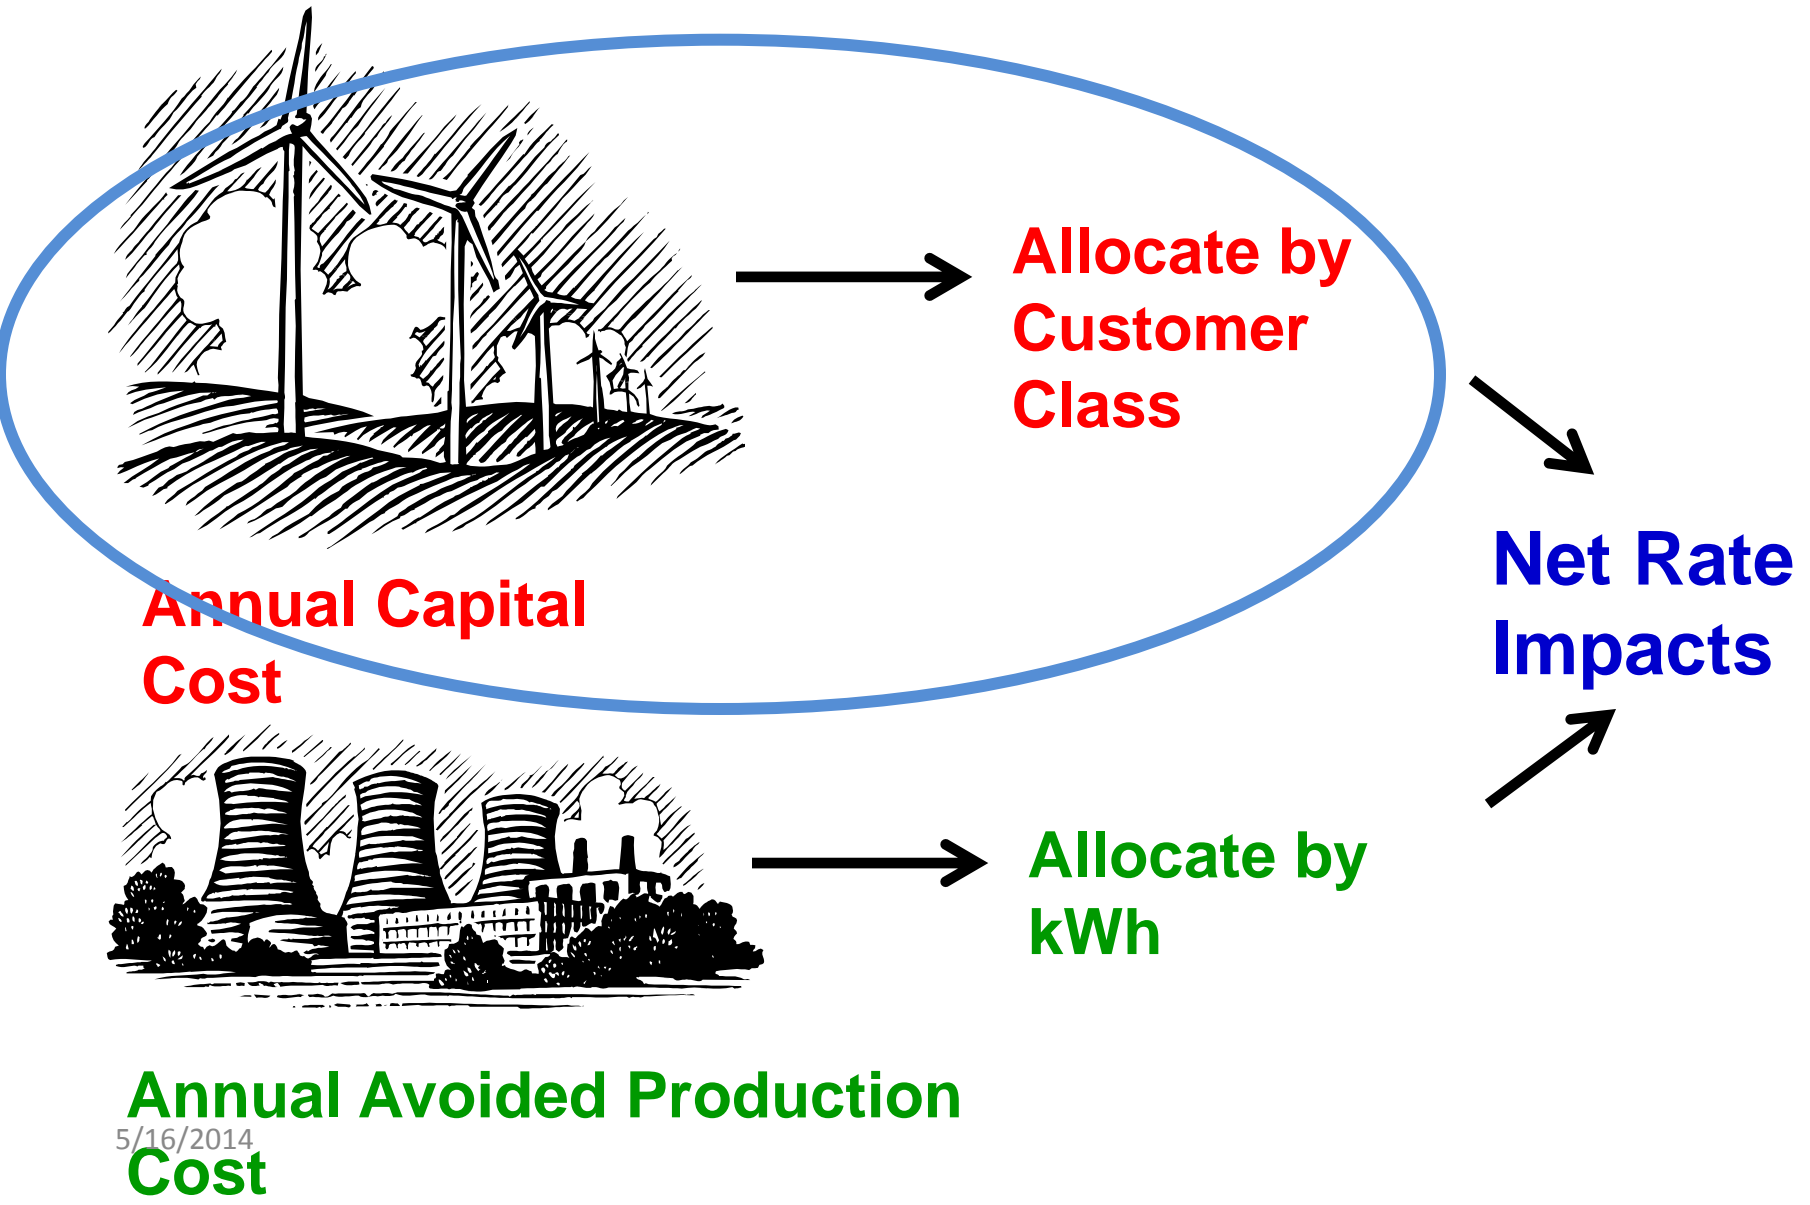 Allocate by
Customer
Class
Annual Capital
Cost
Net Rate
Impacts
Allocate by
kWh
Annual Avoided Production
Cost
5/16/2014